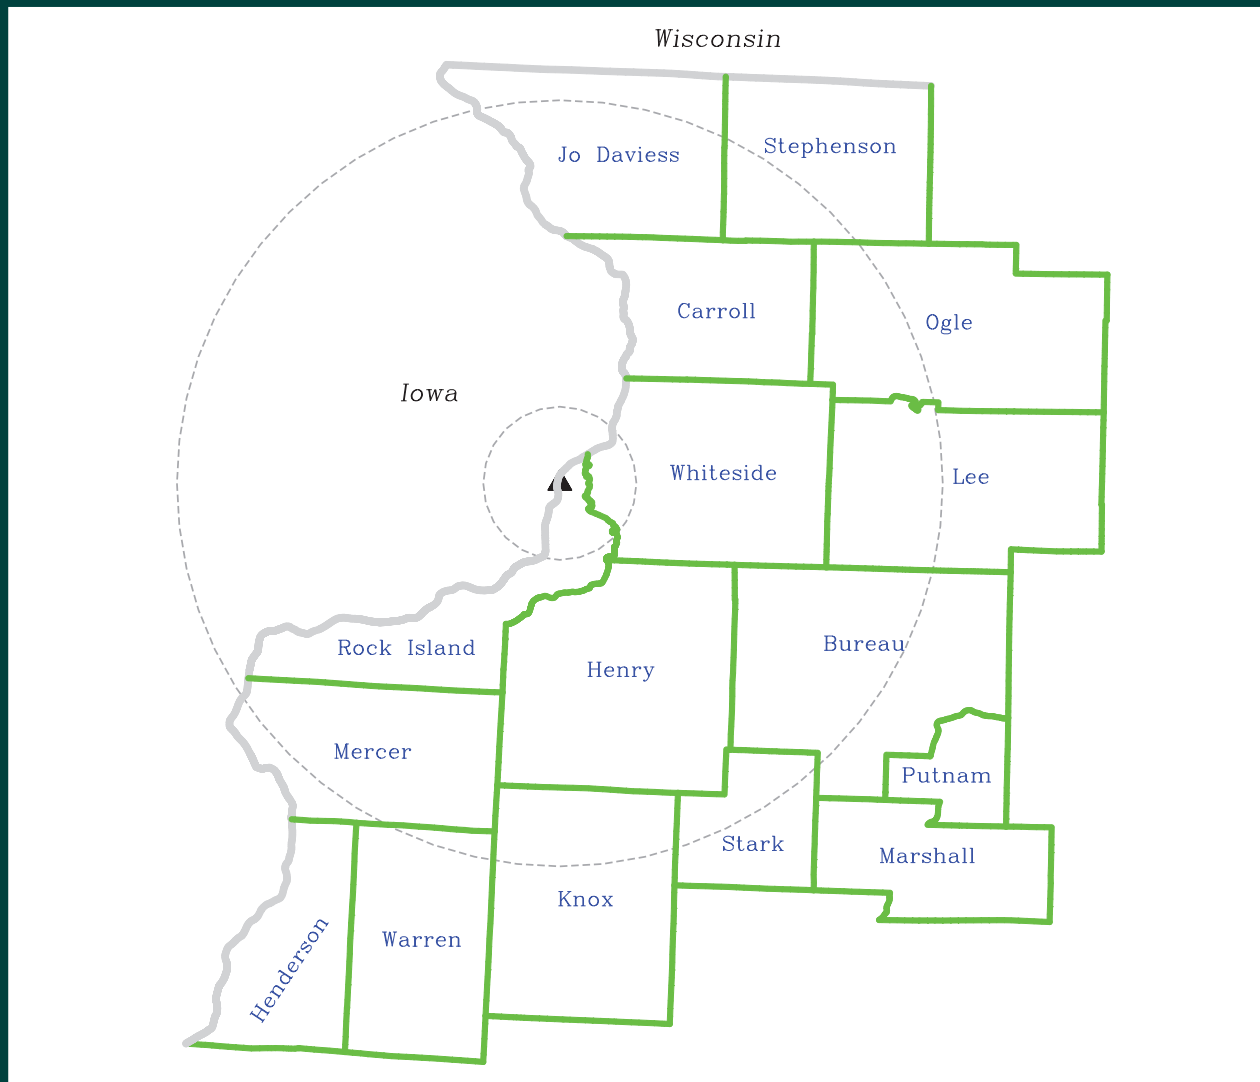 Wisconsin
Stephenson
Jo Daviess
Carroll
Ogle
Iowa
Whiteside
Lee
Bureau
Rock Island
Henry
Mercer
Putnam
Stark
Marshall
Knox
Warren
Henderson